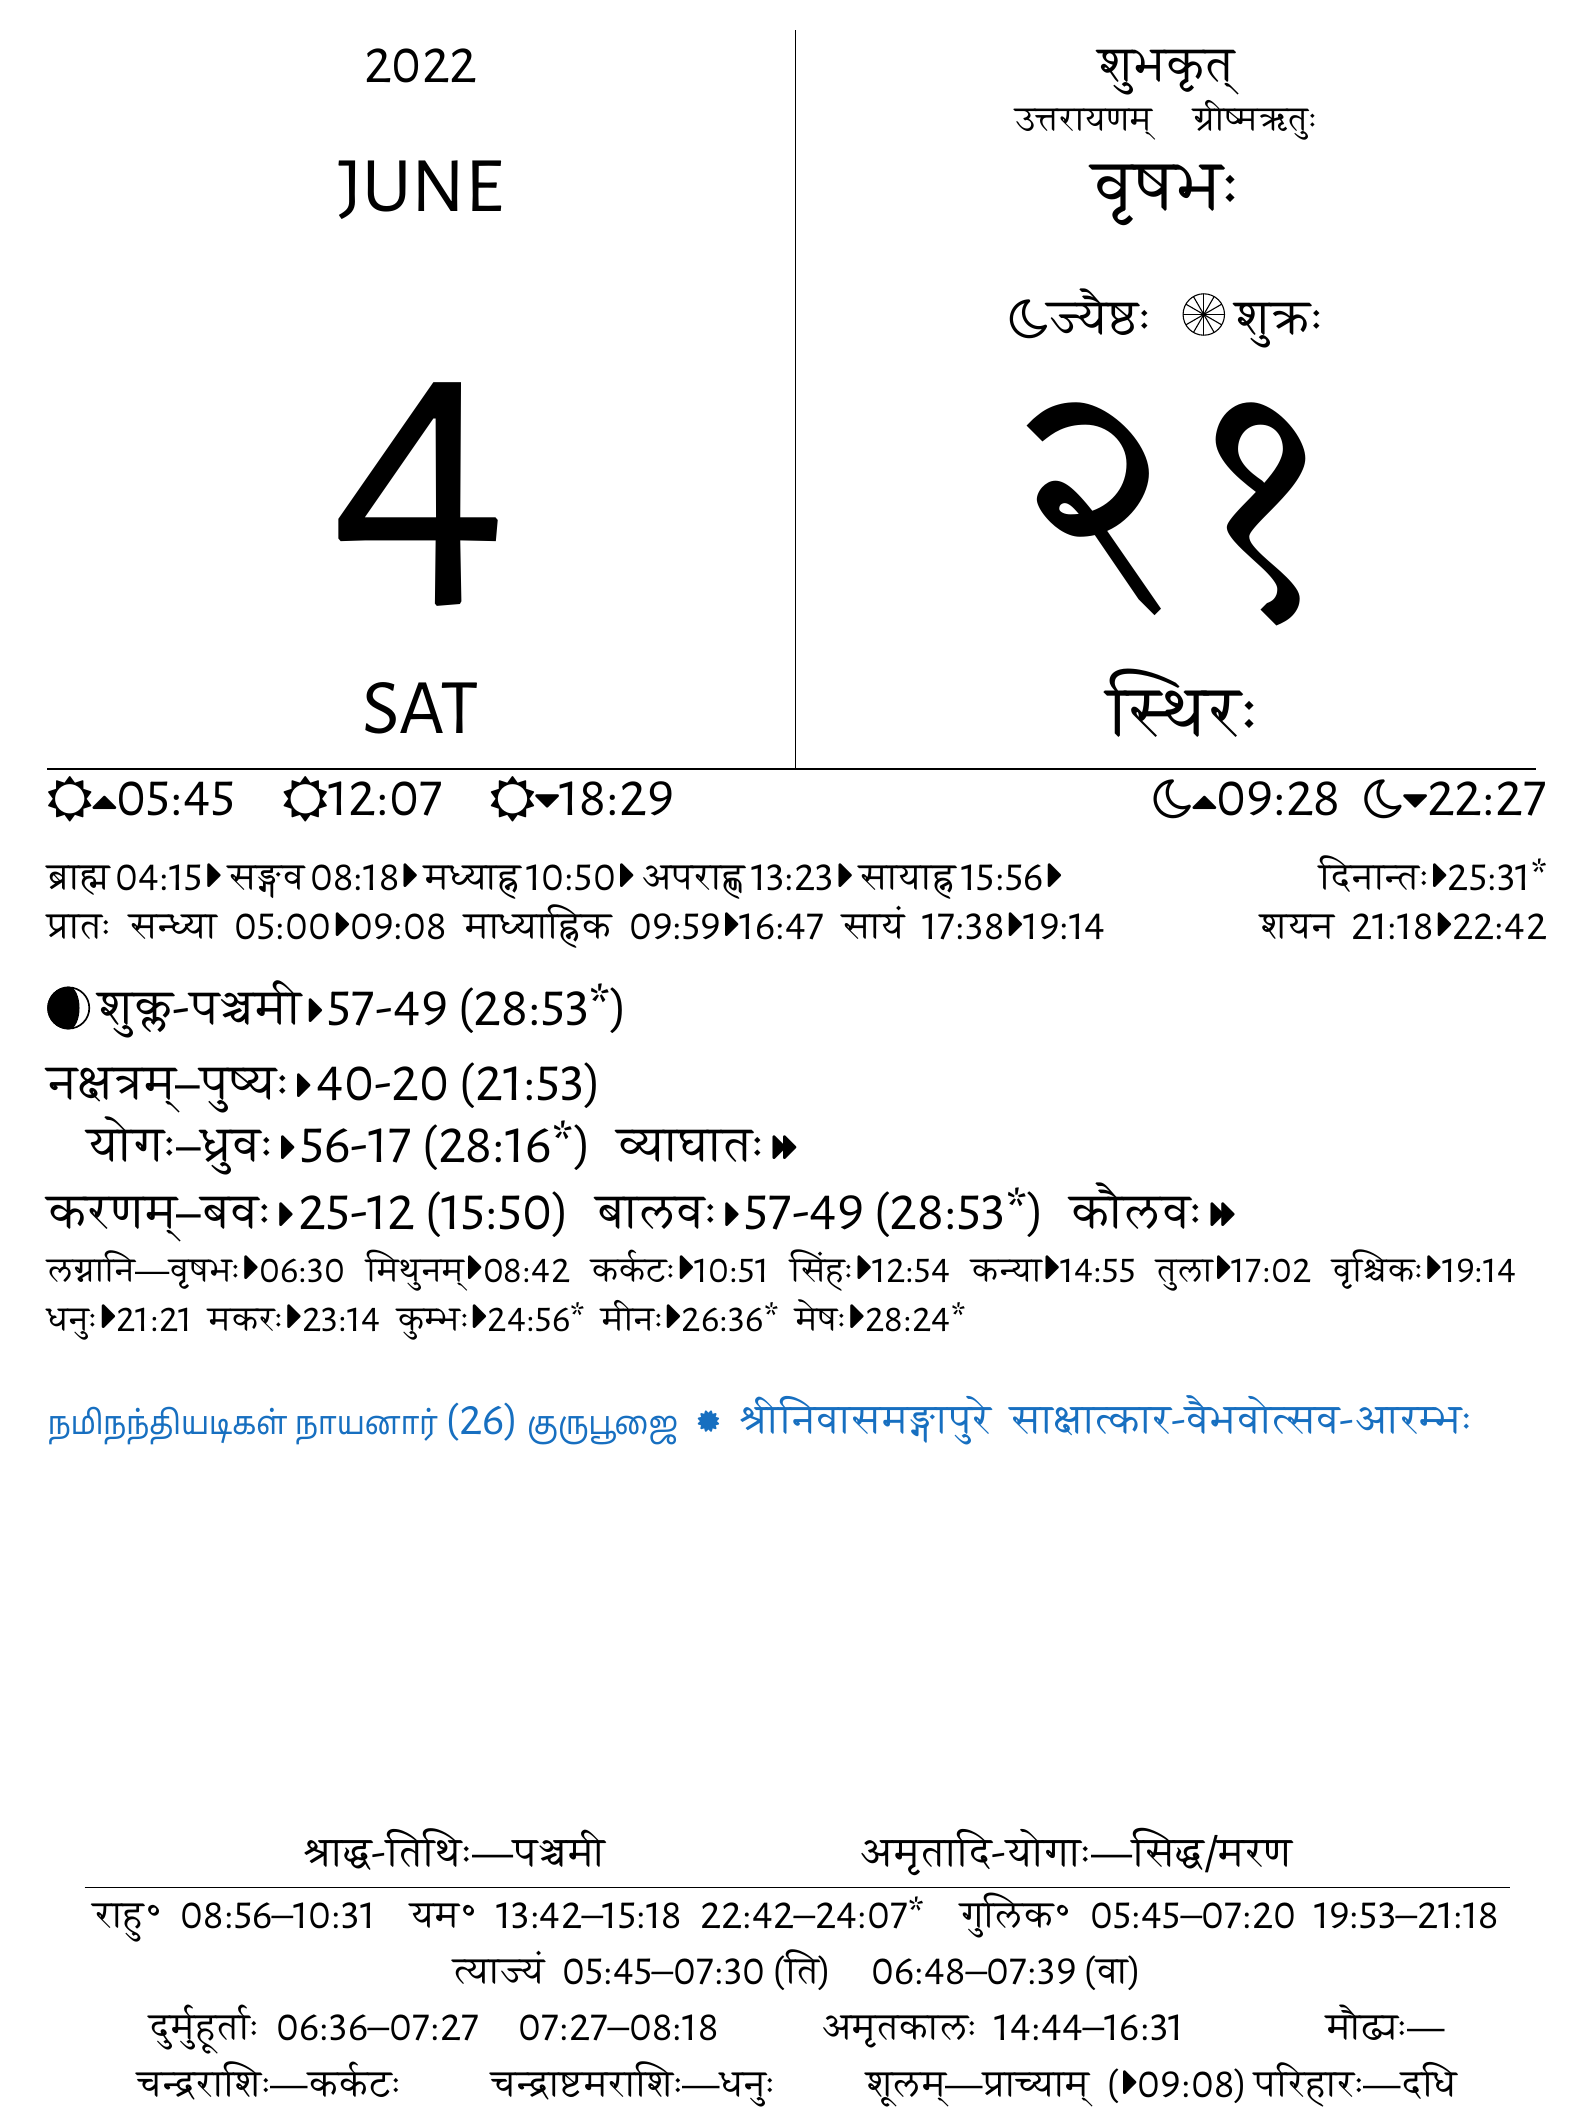 2022
JUNE
4
SAT
शुभकृत्
उत्तरायणम् ग्रीष्मऋतुः
वृषभः
ज्यैष्ठः शुक्रः
२१
स्थिरः
05:45 12:07 18:29 09:28 22:27
ब्राह्म 04:15 सङ्गव 08:18 मध्याह्न 10:50 अपराह्ण 13:23 सायाह्न 15:56 दिनान्तः 25:31*
प्रातः सन्ध्या 05:00 09:08 माध्याह्निक 09:59 16:47 सायं 17:38 19:14 शयन 21:18 22:42
शुक्ल-पञ्चमी 57-49 (28:53*)
नक्षत्रम्–पुष्यः 40-20 (21:53)
योगः–ध्रुवः 56-17 (28:16*) व्याघातः
करणम्–बवः 25-12 (15:50) बालवः 57-49 (28:53*) कौलवः
लग्नानि—वृषभः 06:30 मिथुनम् 08:42 कर्कटः 10:51 सिंहः 12:54 कन्या 14:55 तुला 17:02 वृश्चिकः 19:14
धनुः 21:21 मकरः 23:14 कुम्भः 24:56* मीनः 26:36* मेषः 28:24*
நமிநந்தியடிகள் நாயனார் (26) குருபூஜை ✹ श्रीनिवासमङ्गापुरे साक्षात्कार-वैभवोत्सव-आरम्भः
श्राद्ध-तिथिः—पञ्चमी अमृतादि-योगाः—सिद्ध/मरण
राहु॰ 08:56–10:31 यम॰ 13:42–15:18 22:42–24:07* गुलिक॰ 05:45–07:20 19:53–21:18
त्याज्यं 05:45–07:30 (ति) 06:48–07:39 (वा)
दुर्मुहूर्ताः 06:36–07:27 07:27–08:18 अमृतकालः 14:44–16:31 मौढ्यः—
चन्द्रराशिः—कर्कटः चन्द्राष्टमराशिः—धनुः शूलम्—प्राच्याम् (09:08) परिहारः—दधि